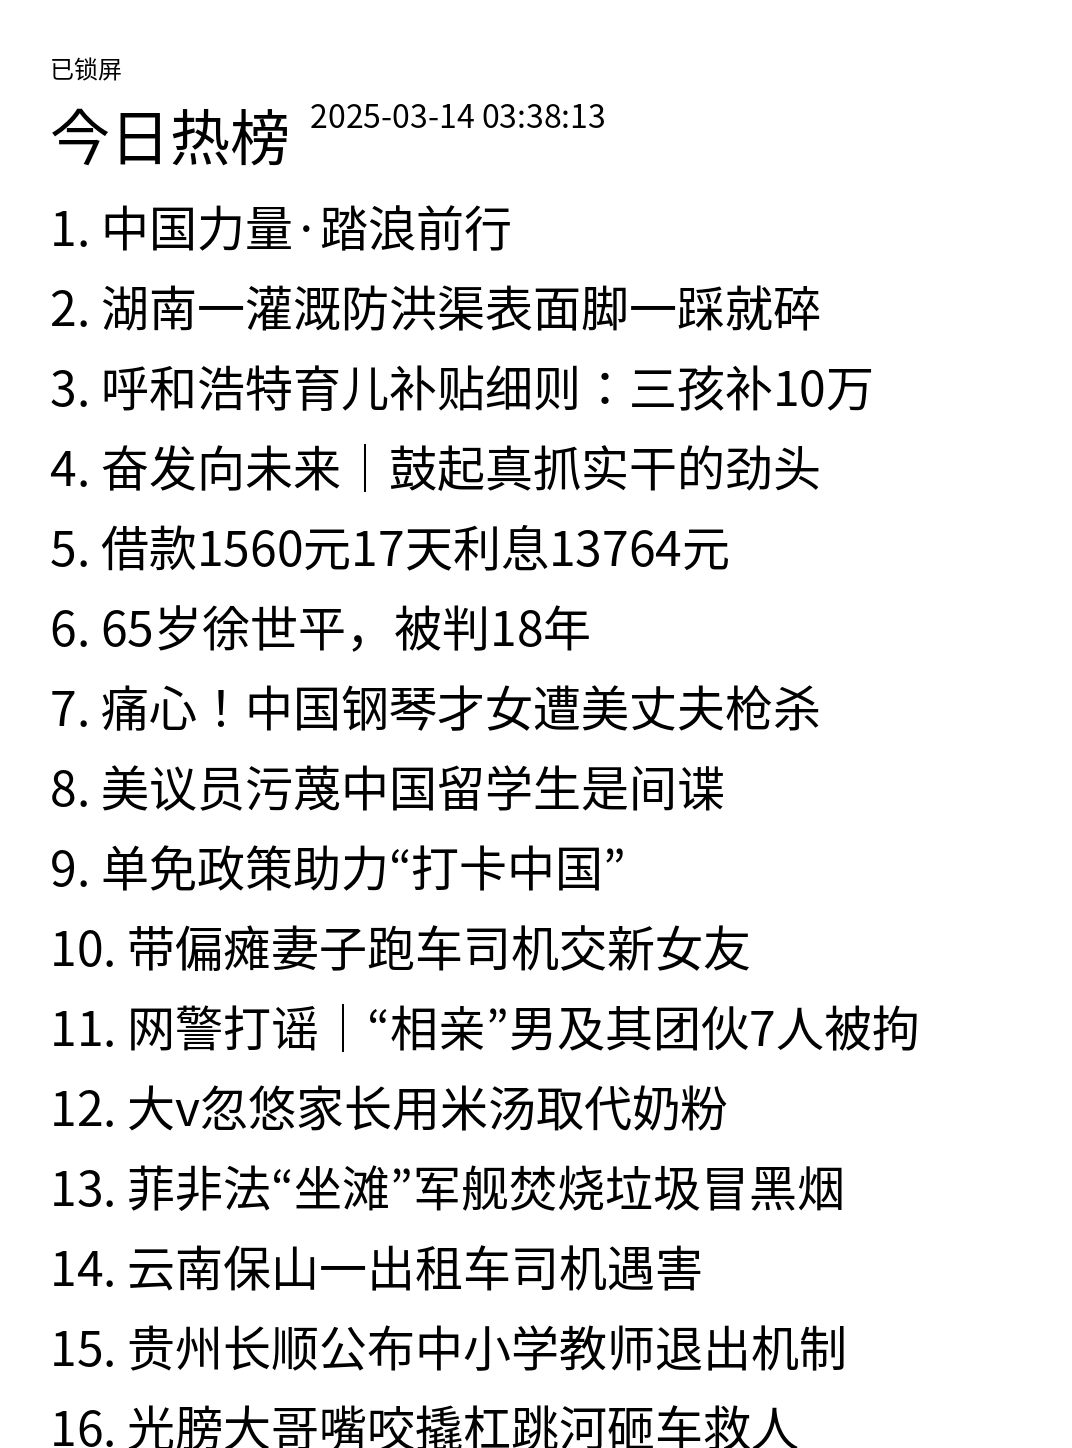 已锁屏
今日热榜 2025-03-14 03:38:13
1. 中国力量·踏浪前行
2. 湖南一灌溉防洪渠表面脚一踩就碎
3. 呼和浩特育儿补贴细则：三孩补10万
4. 奋发向未来｜鼓起真抓实干的劲头
5. 借款1560元17天利息13764元
6. 65岁徐世平，被判18年
7. 痛心！中国钢琴才女遭美丈夫枪杀
8. 美议员污蔑中国留学生是间谍
9. 单免政策助力“打卡中国”
10. 带偏瘫妻子跑车司机交新女友
11. 网警打谣｜“相亲”男及其团伙7人被拘
12. 大v忽悠家长用米汤取代奶粉
13. 菲非法“坐滩”军舰焚烧垃圾冒黑烟
14. 云南保山一出租车司机遇害
15. 贵州长顺公布中小学教师退出机制
16. 光膀大哥嘴咬撬杠跳河砸车救人